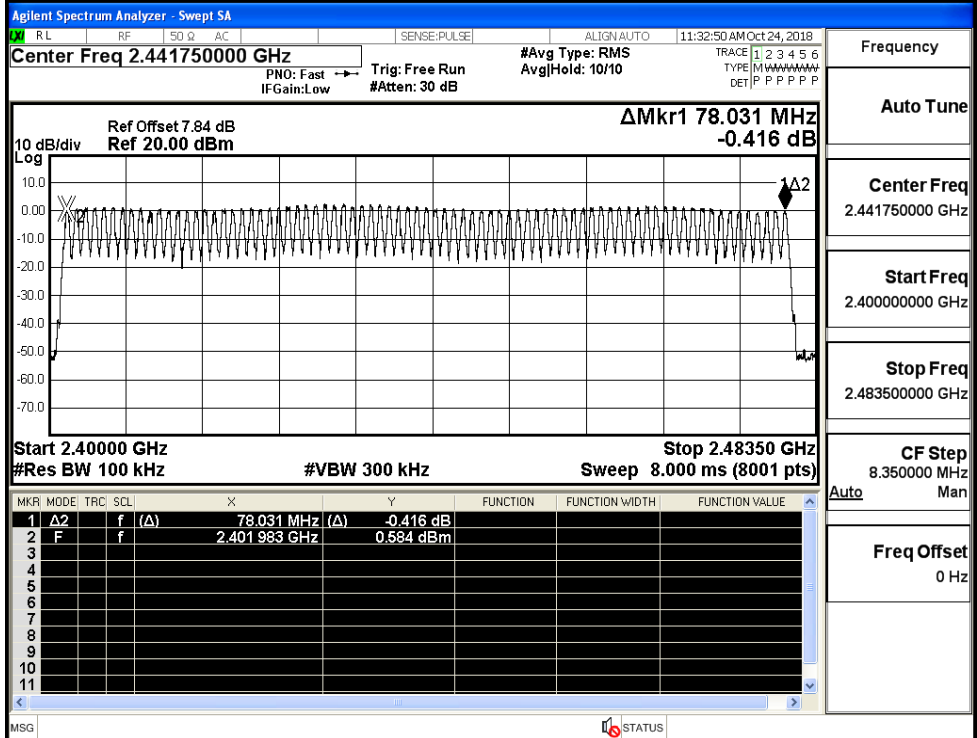 Agilent Spectrum Analyzer - Swept SA
LXI RL RF 50 Ω AC SENSE:PULSE ALIGN AUTO 11:32:50 AM Oct 24, 2018
Center Freq 2.441750000 GHz
PNO: Fast
IFGain:Low
Trig: Free Run
#Atten: 30 dB
#Avg Type: RMS
Avg|Hold: 10/10
TRACE 1 2 3 4 5 6
TYPE M WWWWW
DET P P P P P P
Ref Offset 7.84 dB
10 dB/div Ref 20.00 dBm
Log
ΔMkr1 78.031 MHz
-0.416 dB
10.0
0.00
-10.0
-20.0
-30.0
-40.0
-50.0
-60.0
-70.0
2
1Δ2
Start 2.40000 GHz Stop 2.48350 GHz
#Res BW 100 kHz #VBW 300 kHz Sweep 8.000 ms (8001 pts)
MKR MODE TRC SCL X Y FUNCTION FUNCTION WIDTH FUNCTION VALUE
1 Δ2 f (Δ) 78.031 MHz (Δ) -0.416 dB
2 F f 2.401 983 GHz 0.584 dBm
3
4
5
6
7
8
9
10
11
MSG STATUS
Frequency
Auto Tune
Center Freq
2.441750000 GHz
Start Freq
2.400000000 GHz
Stop Freq
2.483500000 GHz
CF Step
8.350000 MHz
Auto Man
Freq Offset
0 Hz